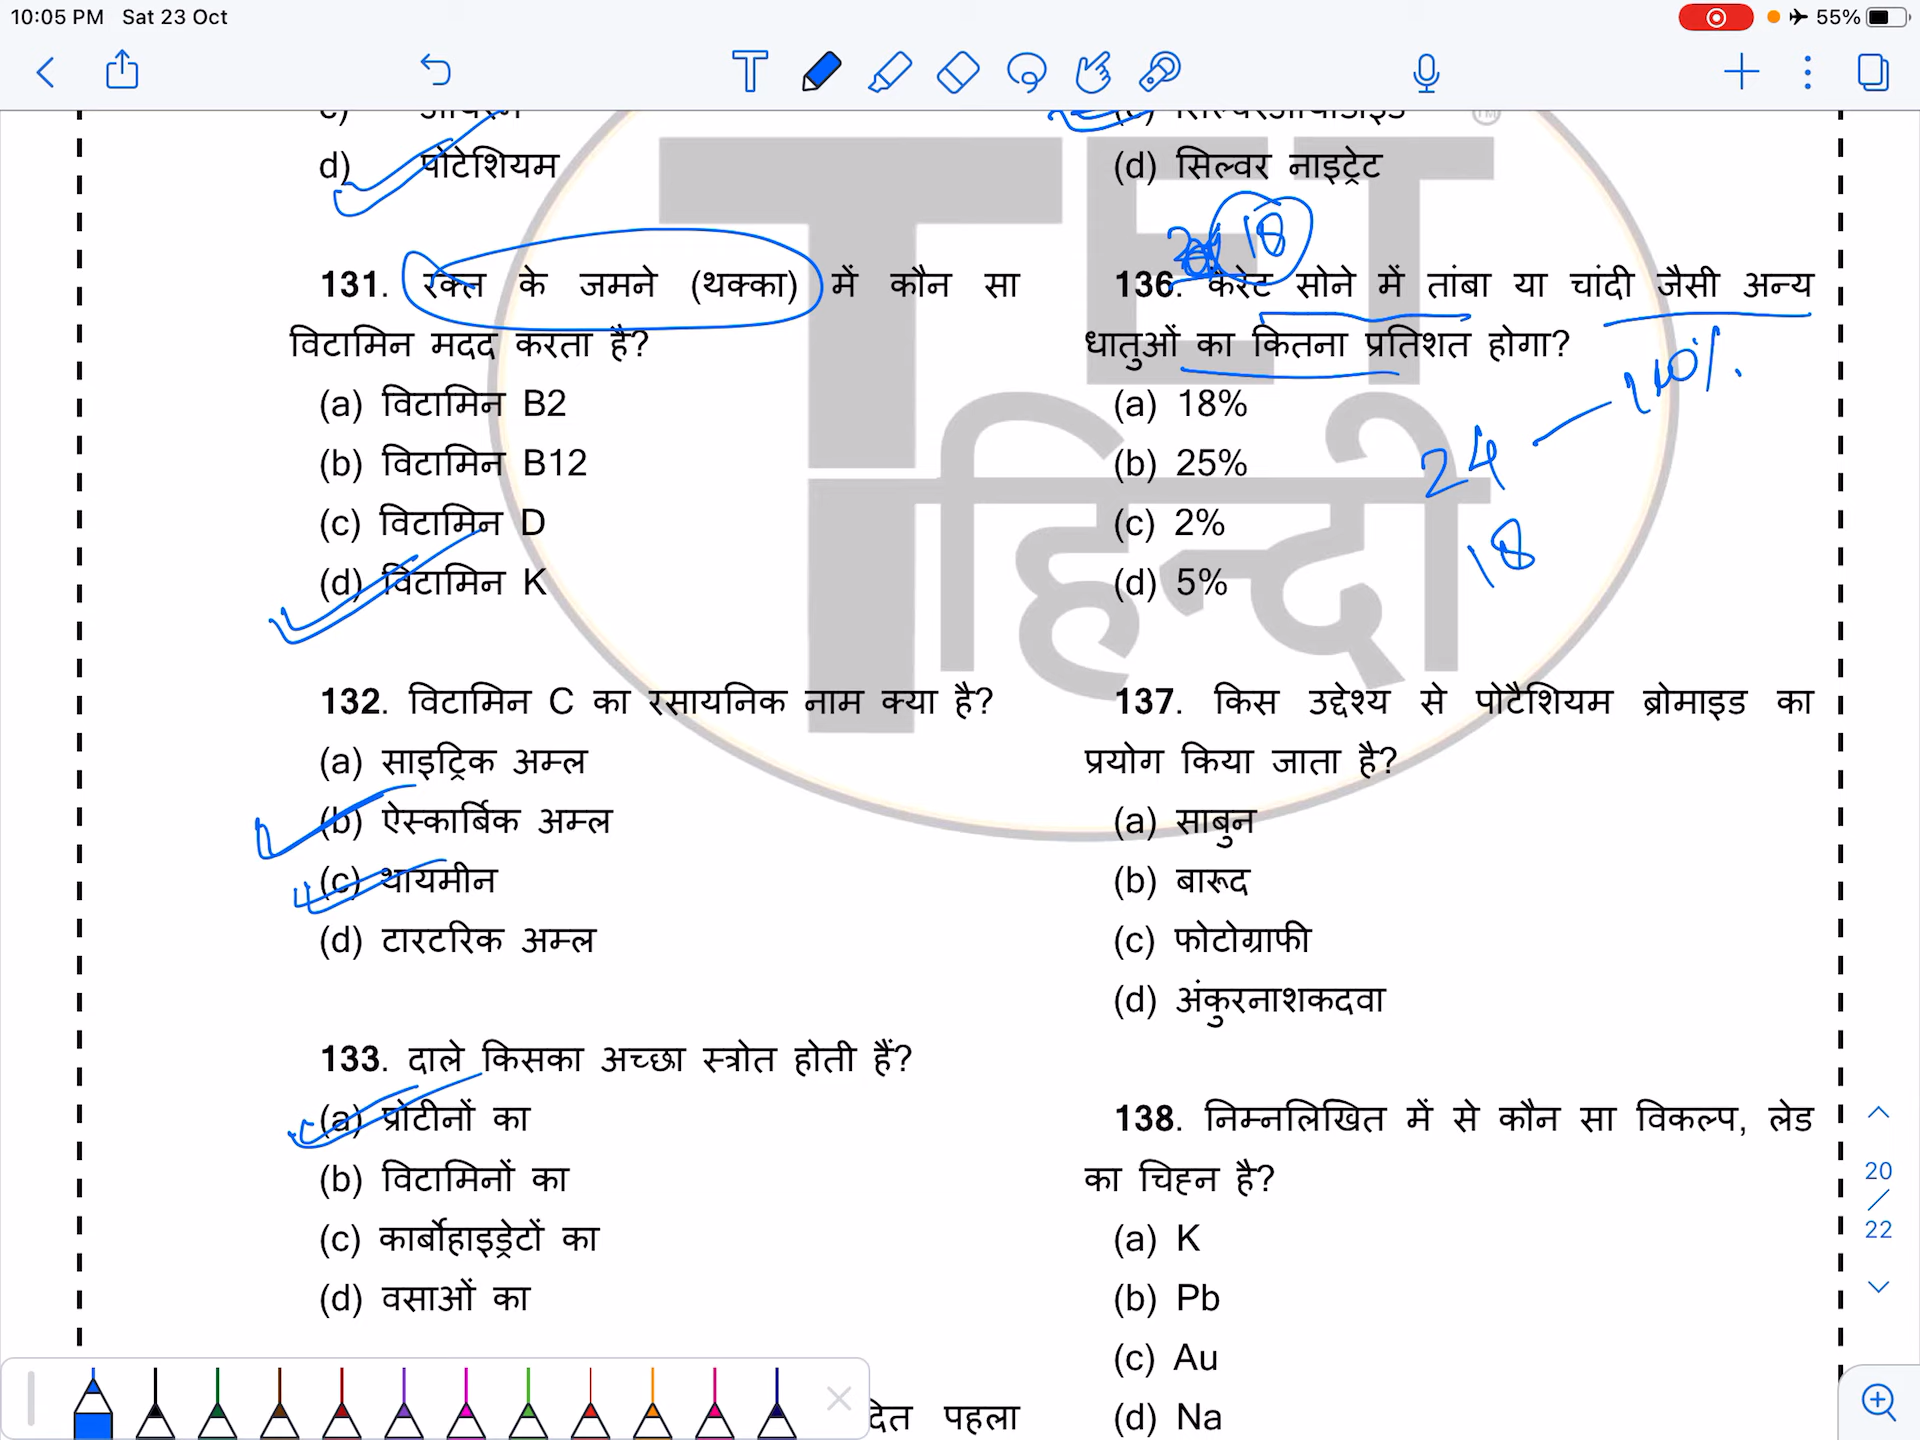 10:05 PM Sat 23 Oct
55%
d) पोटेशियम
131. रक्त के जमने (थक्का) में कौन सा
विटामिन मदद करता है?
(a) विटामिन B2
(b) विटामिन B12
(c) विटामिन D
(d) विटामिन K
132. विटामिन C का रसायनिक नाम क्या है?
(a) साइट्रिक अम्ल
(b) ऐस्कार्बिक अम्ल
(c) थायमीन
(d) टारटरिक अम्ल
133. दाले किसका अच्छा स्त्रोत होती हैं?
(a) प्रोटीनों का
(b) विटामिनों का
(c) कार्बोहाइड्रेटों का
(d) वसाओं का
दित पहला
(d) सिल्वर नाइट्रेट
18
136. कैरेट सोने में तांबा या चांदी जैसी अन्य
धातुओं का कितना प्रतिशत होगा?
(a) 18%
(b) 25%
(c) 2%
(d) 5%
24
18
137. किस उद्देश्य से पोटैशियम ब्रोमाइड का
प्रयोग किया जाता है?
(a) साबुन
(b) बारूद
(c) फोटोग्राफी
(d) अंकुरनाशकदवा
138. निम्नलिखित में से कौन सा विकल्प, लेड
का चिह्न है?
(a) K
(b) Pb
(c) Au
(d) Na
TET
हिन्दी
TM
20
/
22